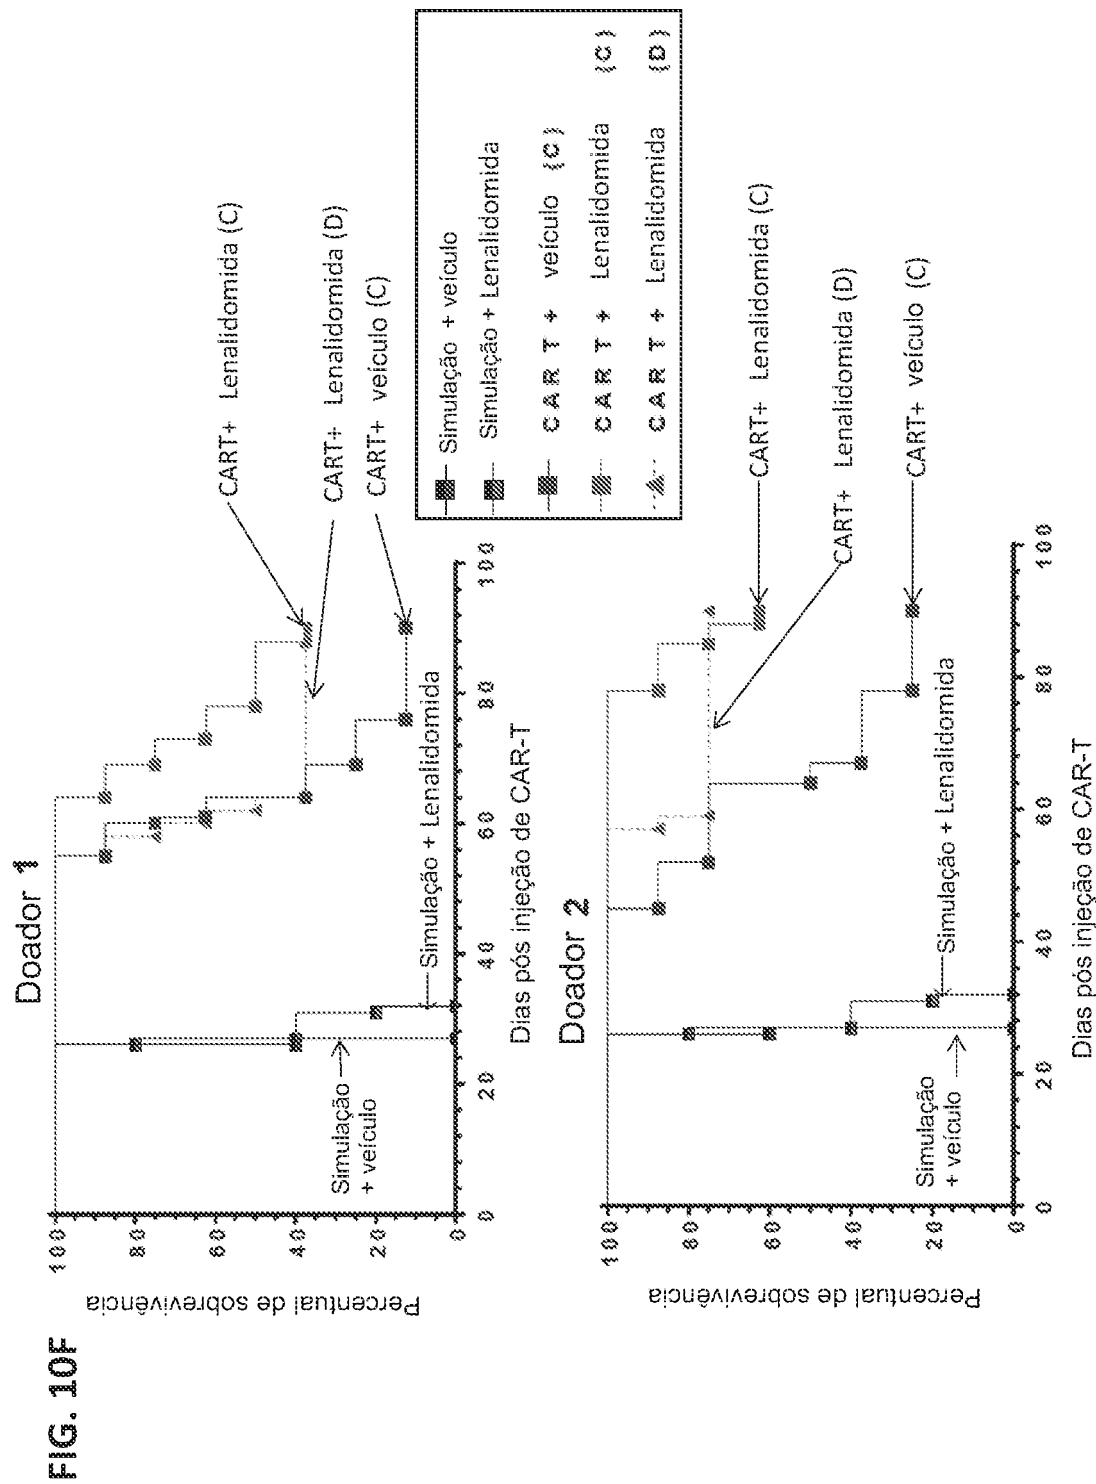 FIG. 10F
Doador 1
Percentual de sobrevivência
100
80
60
40
20
0
0
20
40
60
80
100
Dias pós injeção de CAR-T
Simulação
+ veículo
Simulação + Lenalidomida
CART+ Lenalidomida (C)
CART+ Lenalidomida (D)
CART+ veículo (C)
Doador 2
Percentual de sobrevivência
100
80
60
40
20
0
0
20
40
60
80
100
Dias pós injeção de CAR-T
Simulação
+ veículo
Simulação + Lenalidomida
CART+ Lenalidomida (C)
CART+ Lenalidomida (D)
CART+ veículo (C)
Simulação + veículo
Simulação + Lenalidomida
CAR T + veículo (C)
CAR T + Lenalidomida (C)
CAR T + Lenalidomida (D)